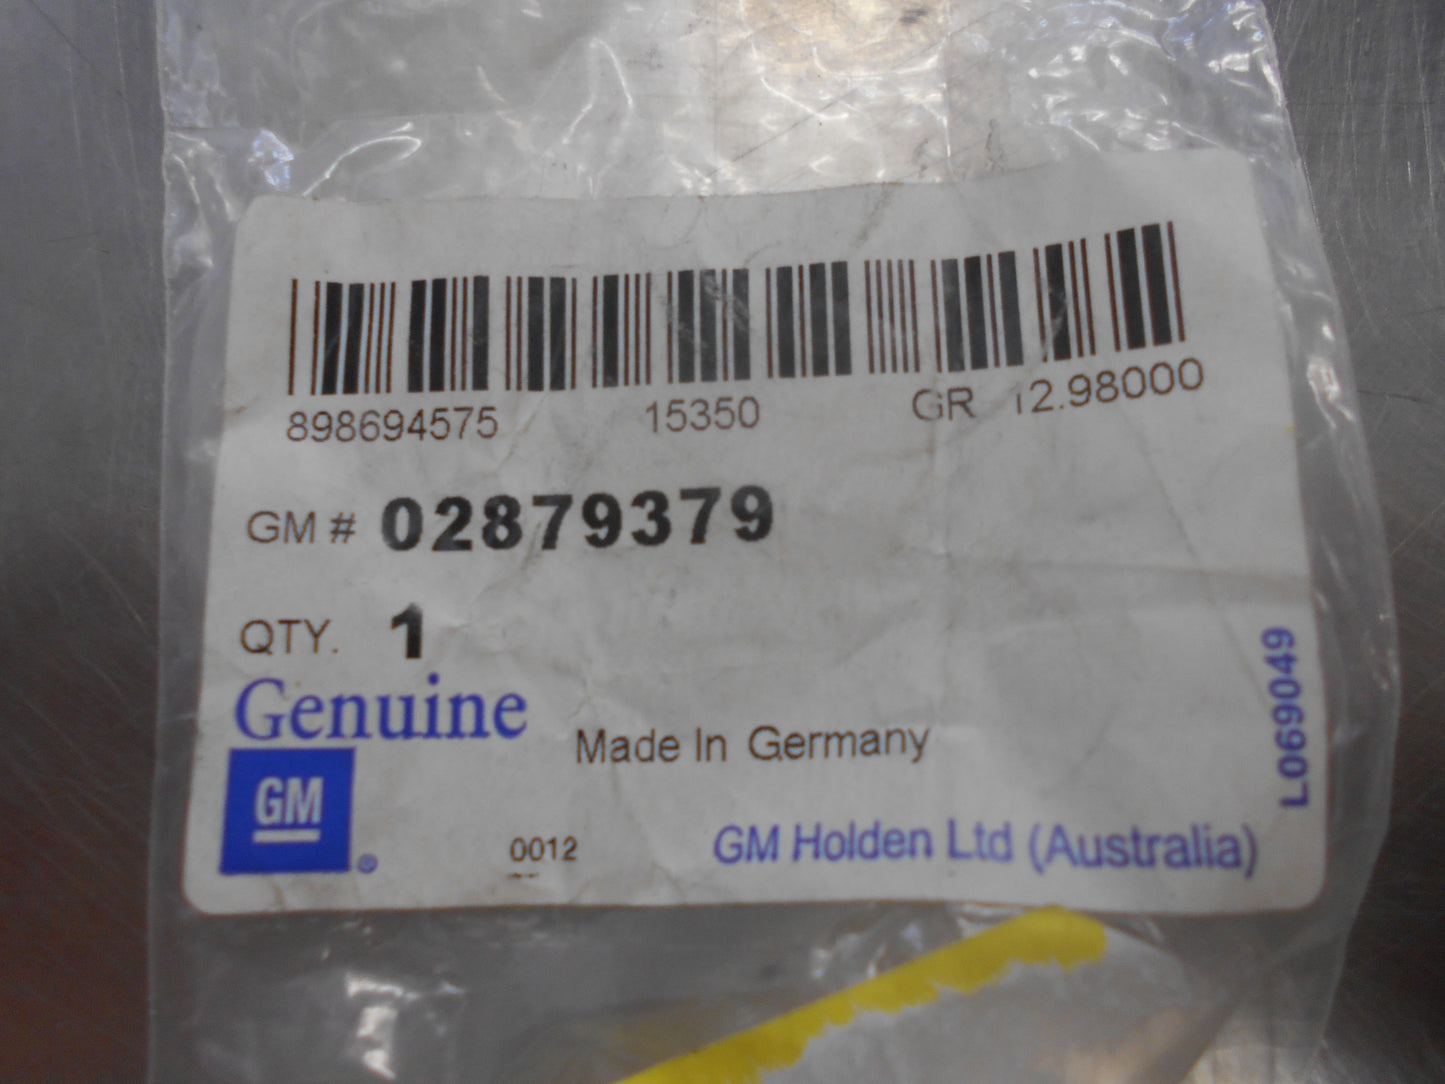 898694575 15350 GR 12.98000
GM # 02879379
QTY. 1
Genuine
Made In Germany
GM ®
0012
GM Holden Ltd (Australia)
L069049